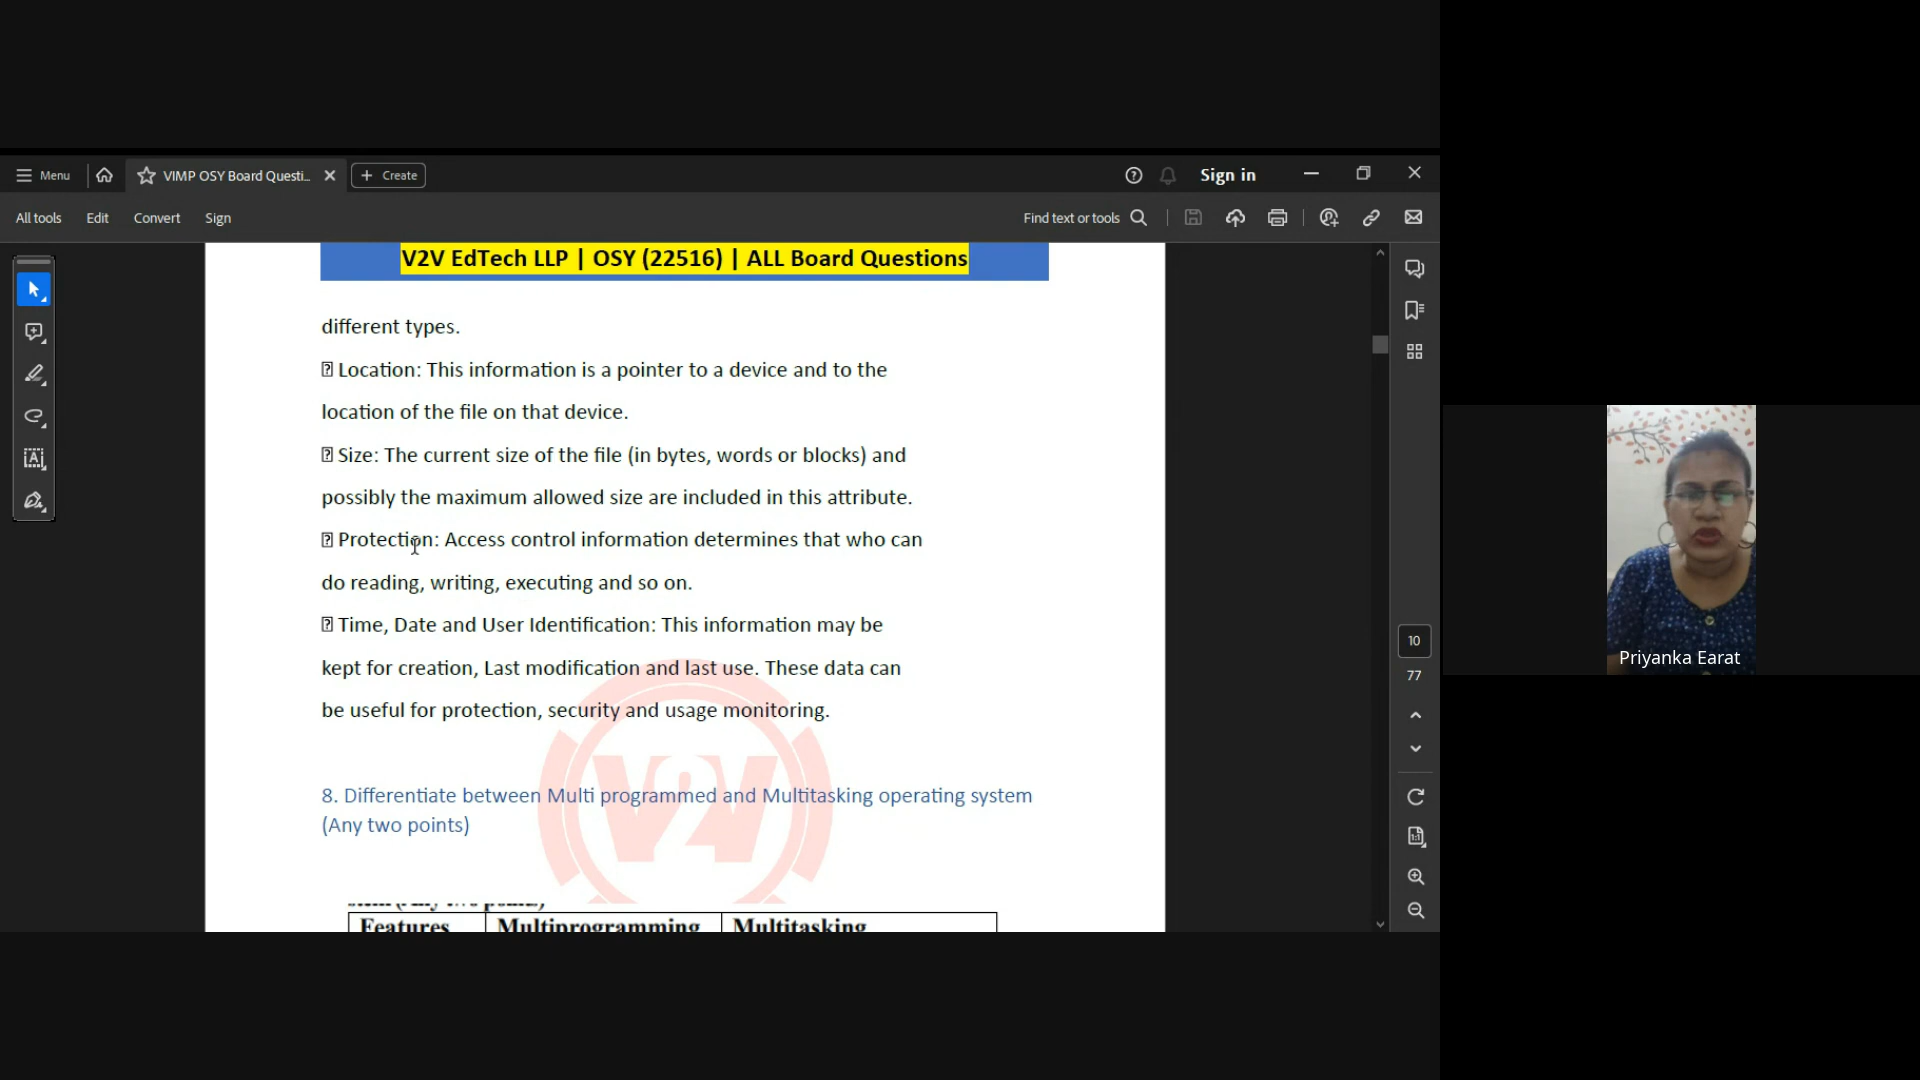 Menu
VIMP OSY Board Questi...
Create
Sign in
All tools
Edit
Convert
Sign
Find text or tools
V2V EdTech LLP | OSY (22516) | ALL Board Questions
different types.
Location: This information is a pointer to a device and to the
location of the file on that device.
Size: The current size of the file (in bytes, words or blocks) and
possibly the maximum allowed size are included in this attribute.
Protection: Access control information determines that who can
do reading, writing, executing and so on.
Time, Date and User Identification: This information may be
kept for creation, Last modification and last use. These data can
be useful for protection, security and usage monitoring.
V2V
8. Differentiate between Multi programmed and Multitasking operating system
(Any two points)
Features Multiprogramming Multitasking
10
77
Priyanka Earat